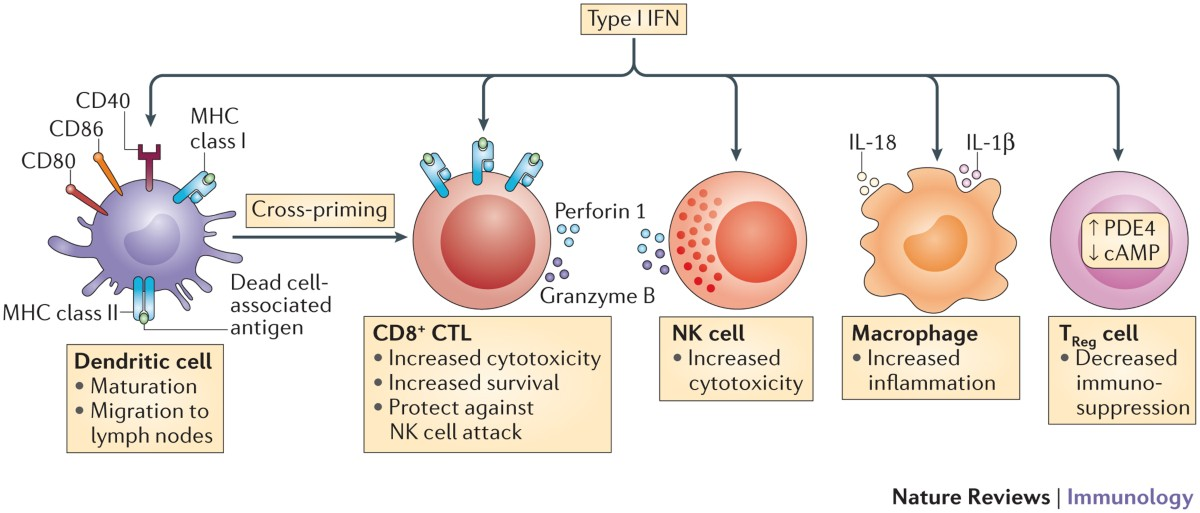 Type I IFN
CD40
CD86
CD80
MHC
class I
Cross-priming
MHC class II
Dead cell-
associated
antigen
Perforin 1
Granzyme B
IL-18
IL-1β
↑ PDE4
↓ cAMP
Dendritic cell
• Maturation
• Migration to
lymph nodes
CD8⁺ CTL
• Increased cytotoxicity
• Increased survival
• Protect against
NK cell attack
NK cell
• Increased
cytotoxicity
Macrophage
• Increased
inflammation
T_Reg cell
• Decreased
immuno-
suppression
Nature Reviews | Immunology